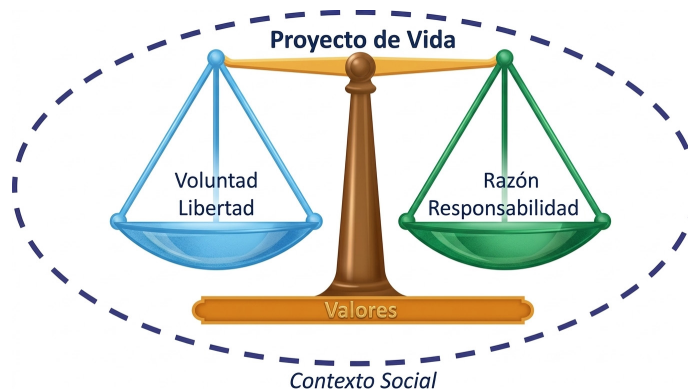 Proyecto de Vida
Voluntad
Libertad
Razón
Responsabilidad
Valores
Contexto Social